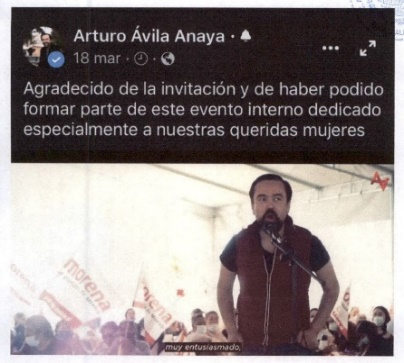 Arturo Ávila Anaya
18 mar
Agradecido de la invitación y de haber podido
formar parte de este evento interno dedicado
especialmente a nuestras queridas mujeres
morena
morena
muy entusiasmado,